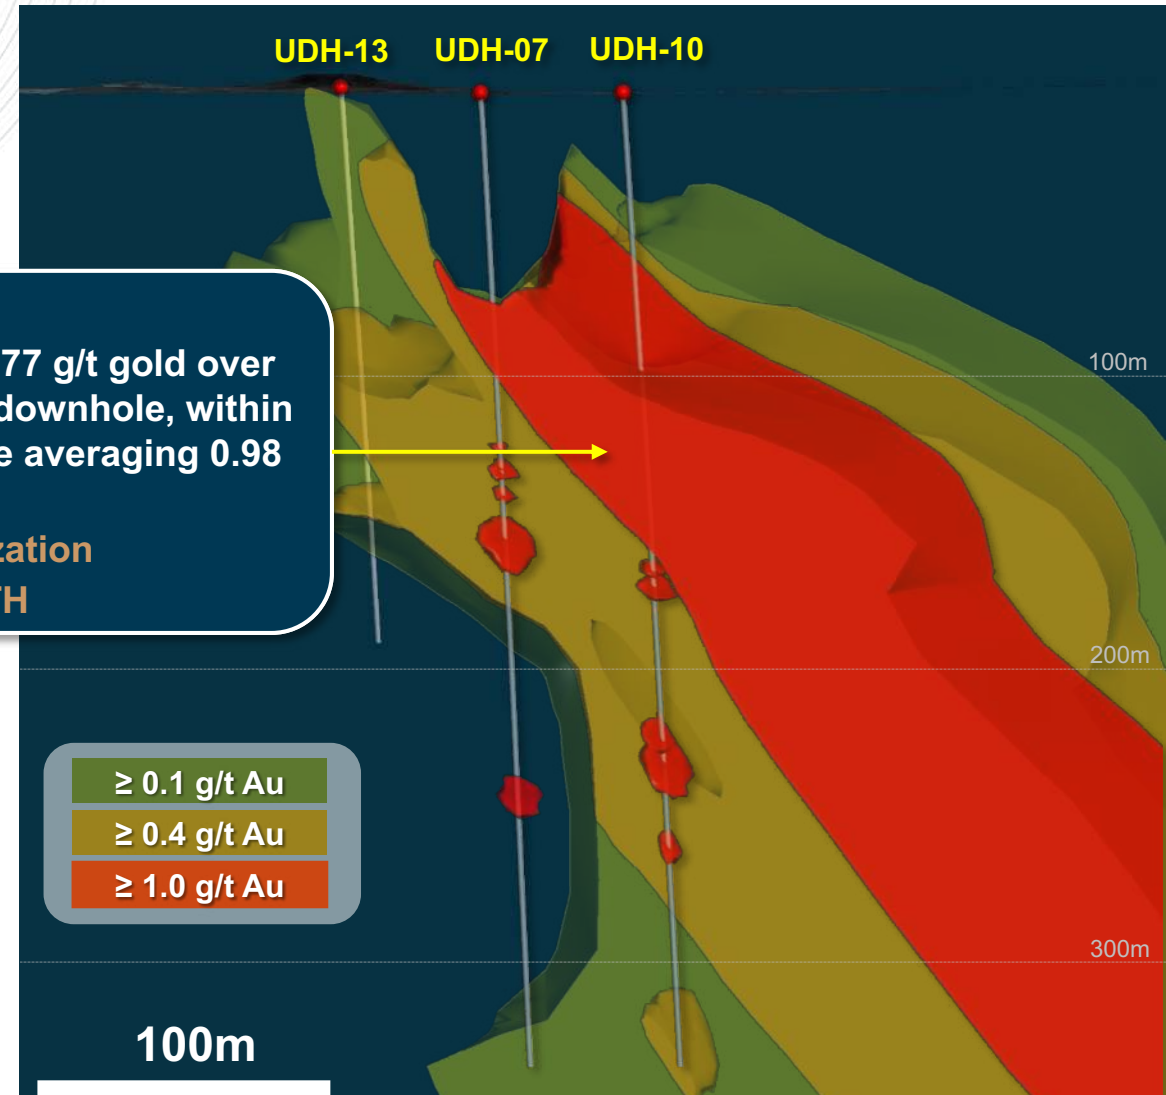 UDH-13 UDH-07 UDH-10
77 g/t gold over
downhole, within
averaging 0.98
100m
200m
≥ 0.1 g/t Au
≥ 0.4 g/t Au
≥ 1.0 g/t Au
300m
100m